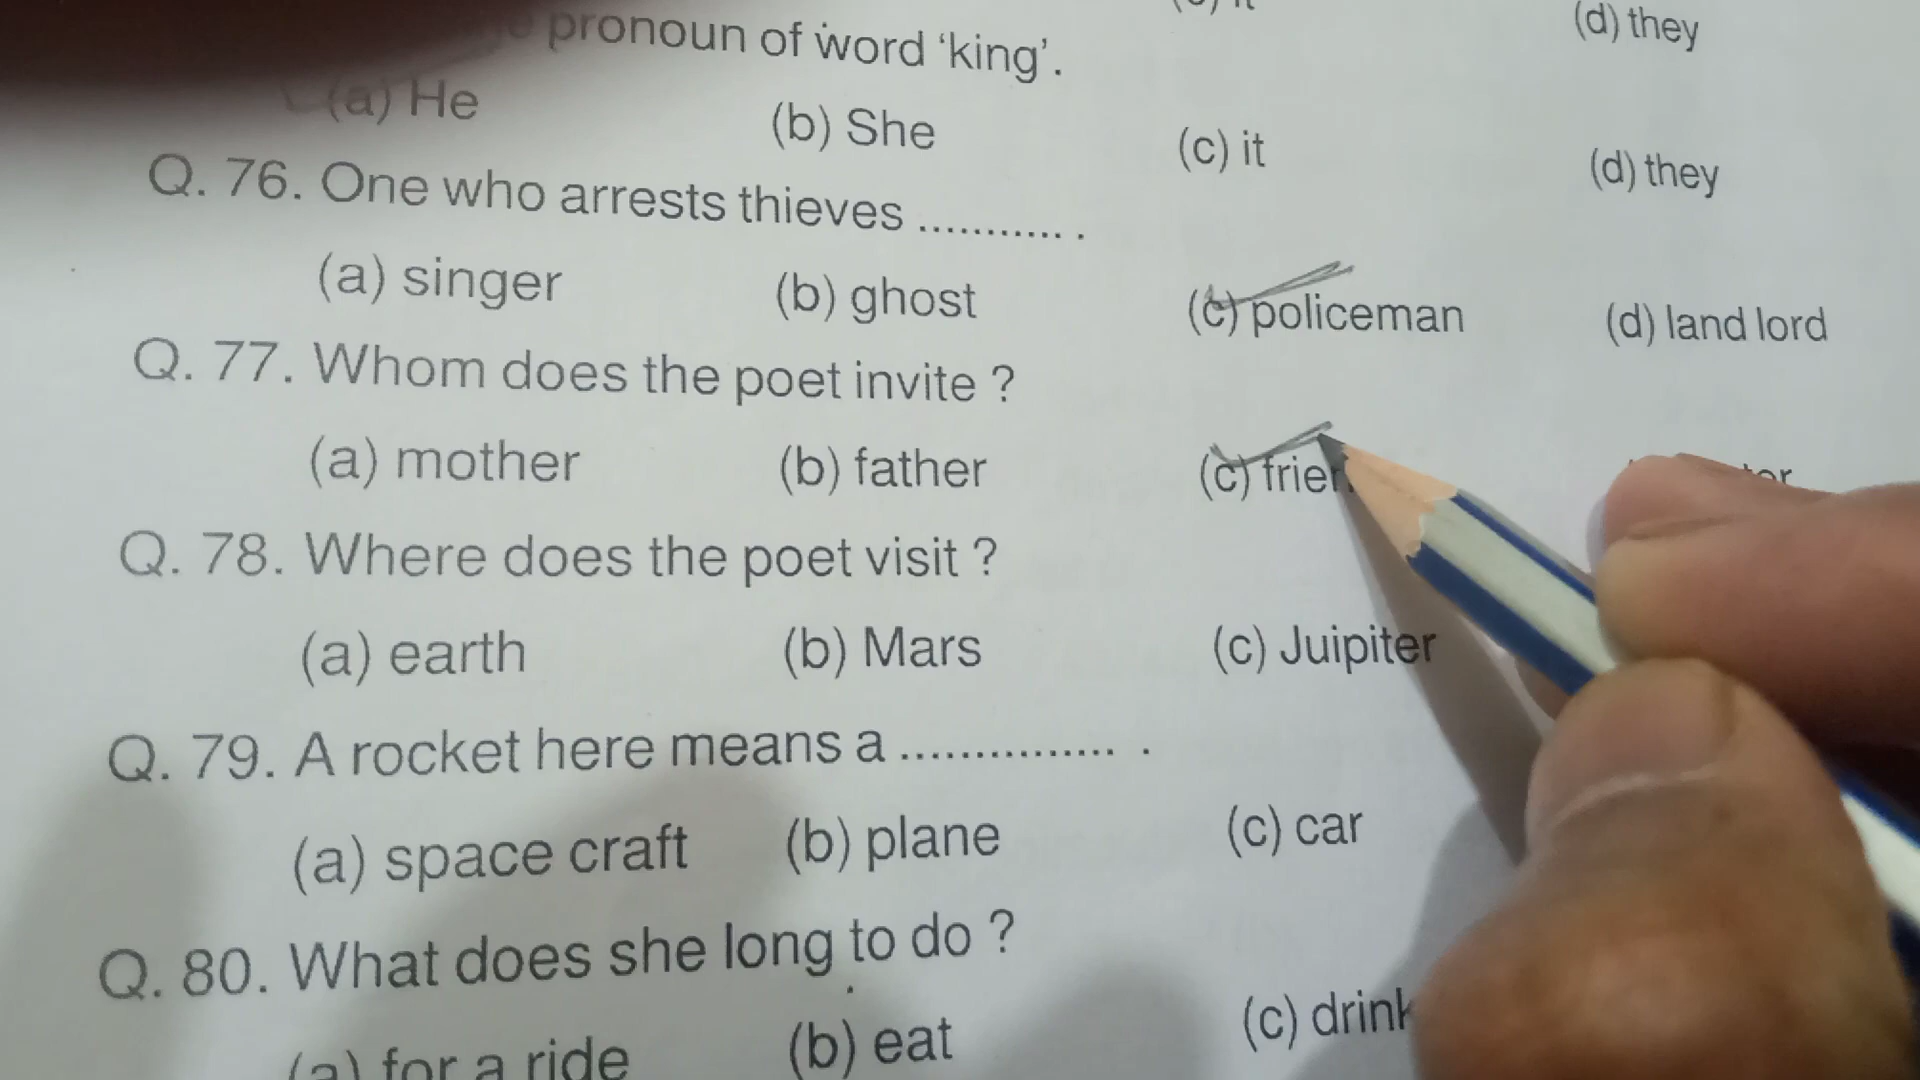 pronoun of word ‘king’. (d) they
(a) He (b) She (c) it (d) they
Q. 76. One who arrests thieves ........... .
(a) singer (b) ghost (c) policeman (d) land lord
Q. 77. Whom does the poet invite ?
(a) mother (b) father (c)
Q. 78. Where does the poet visit ?
(a) earth (b) Mars (c) Juipiter
Q. 79. A rocket here means a ................ .
(a) space craft (b) plane (c) car
Q. 80. What does she long to do ?
(a) for a ride (b) eat (c) drink